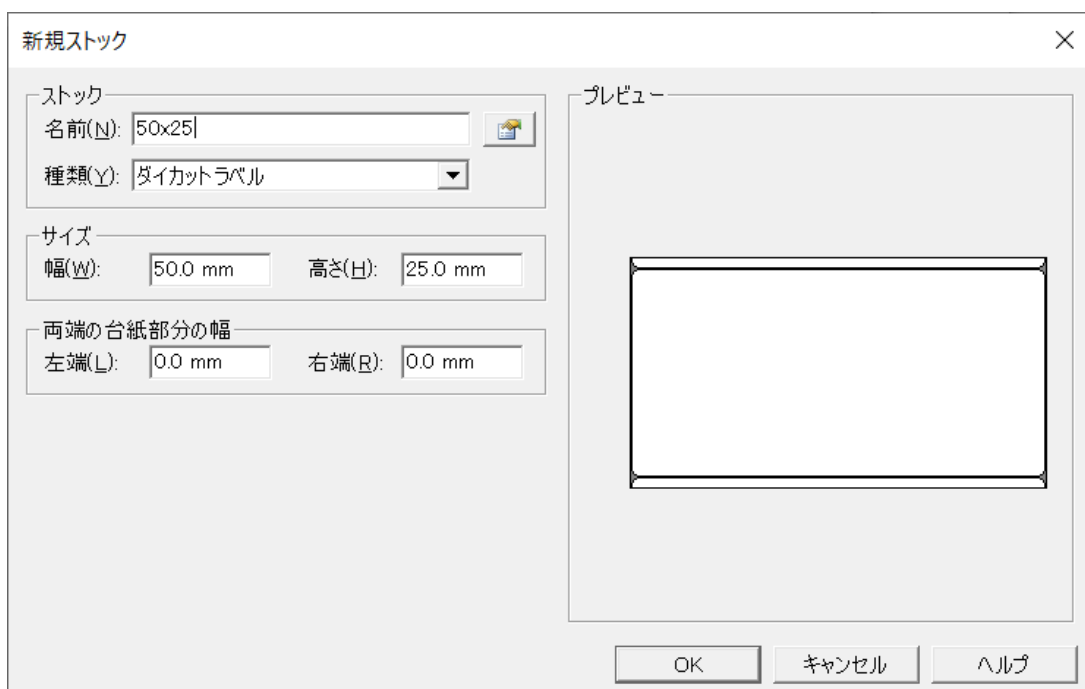 新規ストック
ストック
名前(N): 50x25
種類(Y): ダイカットラベル
サイズ
幅(W): 50.0 mm 高さ(H): 25.0 mm
両端の台紙部分の幅
左端(L): 0.0 mm 右端(R): 0.0 mm
プレビュー
OK キャンセル ヘルプ